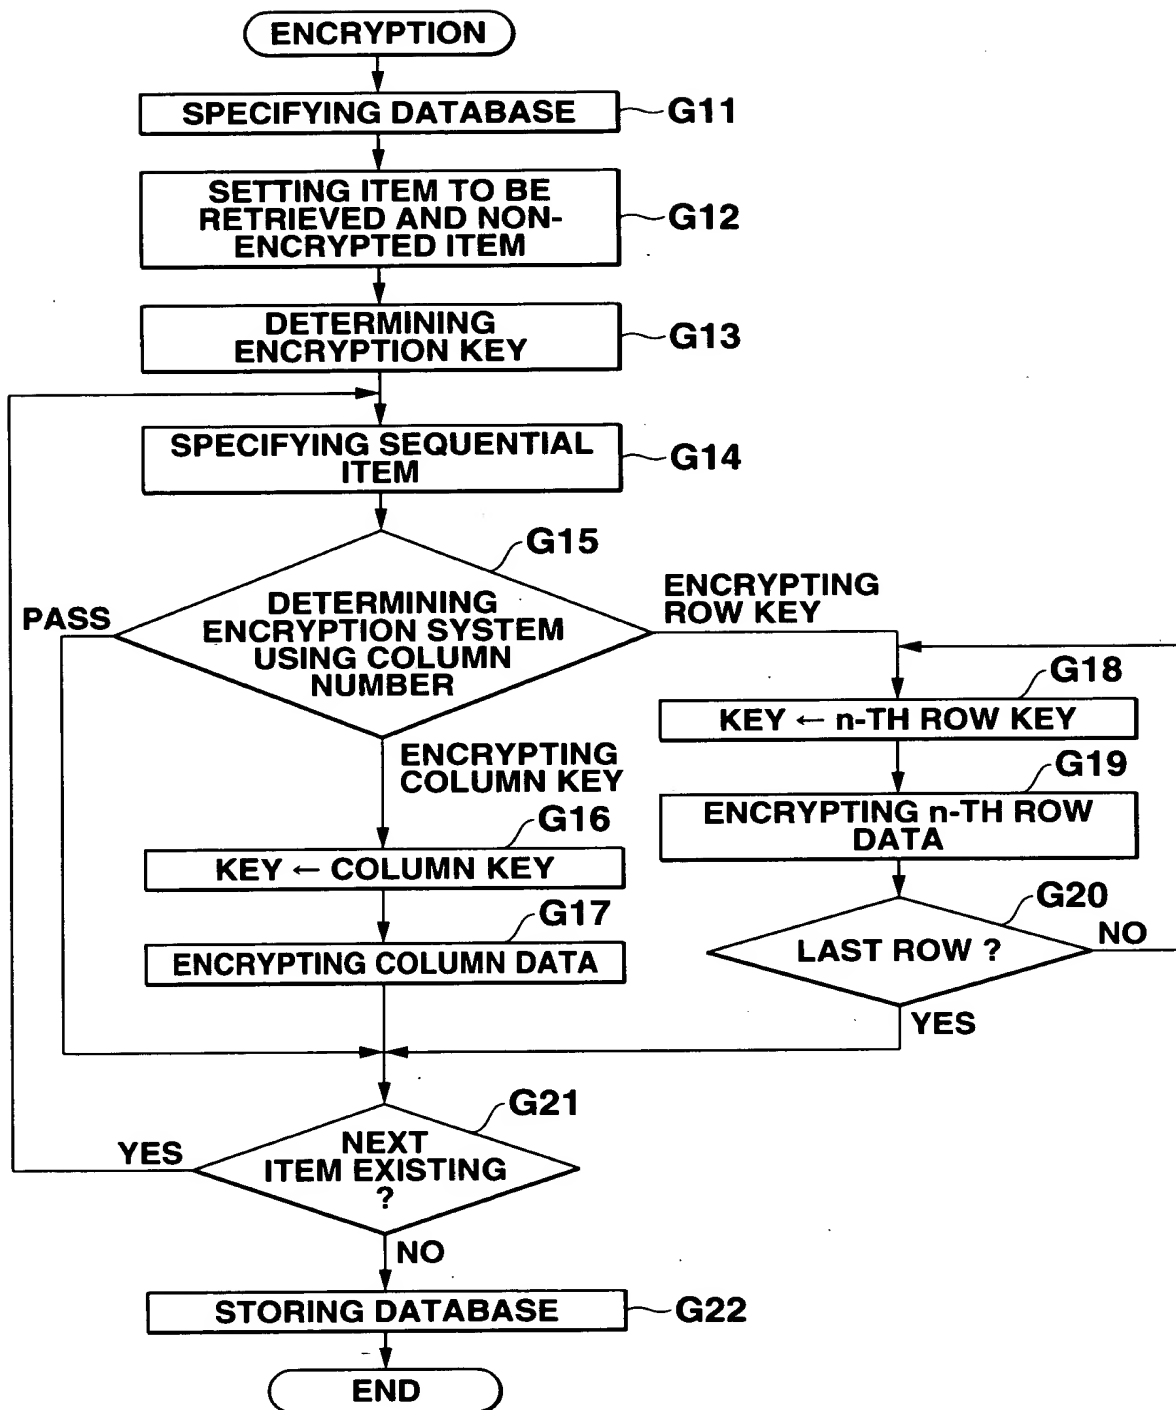 ENCRYPTION
SPECIFYING DATABASE
G11
SETTING ITEM TO BE
RETRIEVED AND NON-
ENCRYPTED ITEM
G12
DETERMINING
ENCRYPTION KEY
G13
SPECIFYING SEQUENTIAL
ITEM
G14
G15
PASS
DETERMINING
ENCRYPTION SYSTEM
USING COLUMN
NUMBER
ENCRYPTING
ROW KEY
G18
KEY ← n-TH ROW KEY
ENCRYPTING
COLUMN KEY
G19
ENCRYPTING n-TH ROW
DATA
G16
KEY ← COLUMN KEY
G20
LAST ROW ?
NO
YES
G17
ENCRYPTING COLUMN DATA
G21
YES
NEXT
ITEM EXISTING
?
NO
STORING DATABASE
G22
END